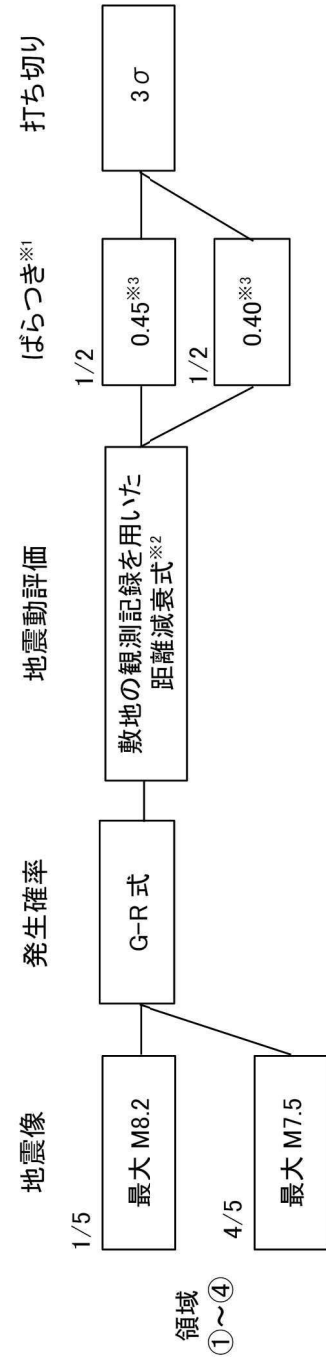 地震像
発生確率
地震動評価
ばらつき※1
打ち切り
領域
①～④
1/5
最大 M8.2
4/5
最大 M7.5
G-R 式
敷地の観測記録を用いた
距離減衰式※2
1/2
0.45※3
1/2
0.40※3
3σ